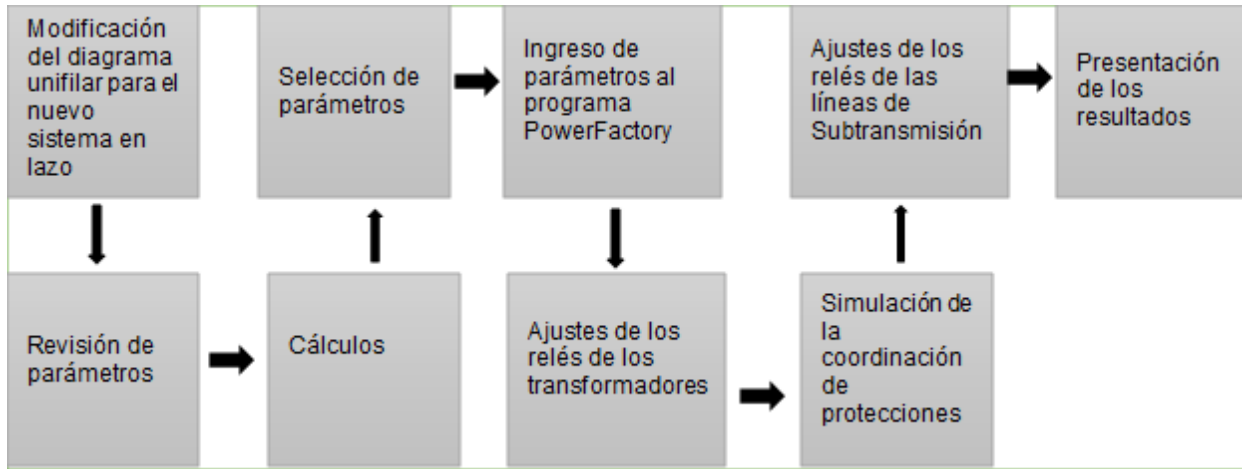 Modificación
del diagrama
unifilar para el
nuevo
sistema en
lazo
Selección de
parámetros
Ingreso de
parámetros al
programa
PowerFactory
Ajustes de los
relés de las
líneas de
Subtransmisión
Presentación
de los
resultados
Revisión de
parámetros
Cálculos
Ajustes de los
relés de los
transformadores
Simulación de
la
coordinación
de
protecciones